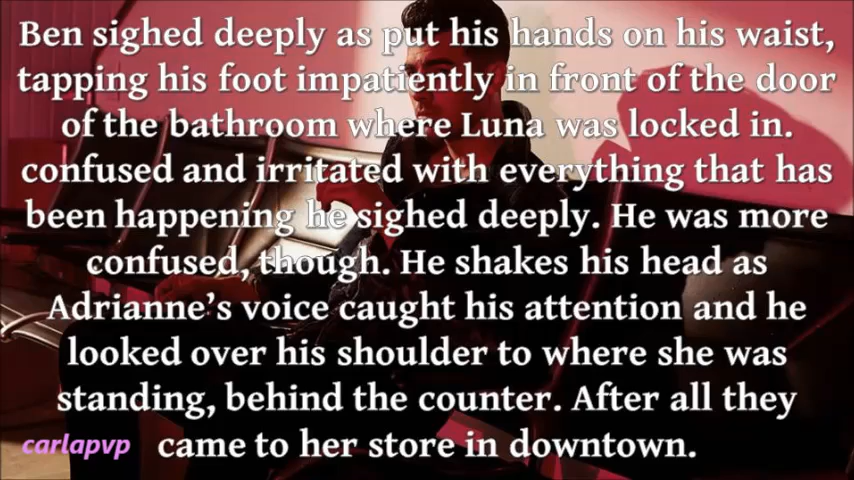 Ben sighed deeply as put his hands on his waist,
tapping his foot impatiently in front of the door
of the bathroom where Luna was locked in.
confused and irritated with everything that has
been happening he sighed deeply. He was more
confused, though. He shakes his head as
Adrianne's voice caught his attention and he
looked over his shoulder to where she was
standing, behind the counter. After all they
came to her store in downtown.
carlapvp